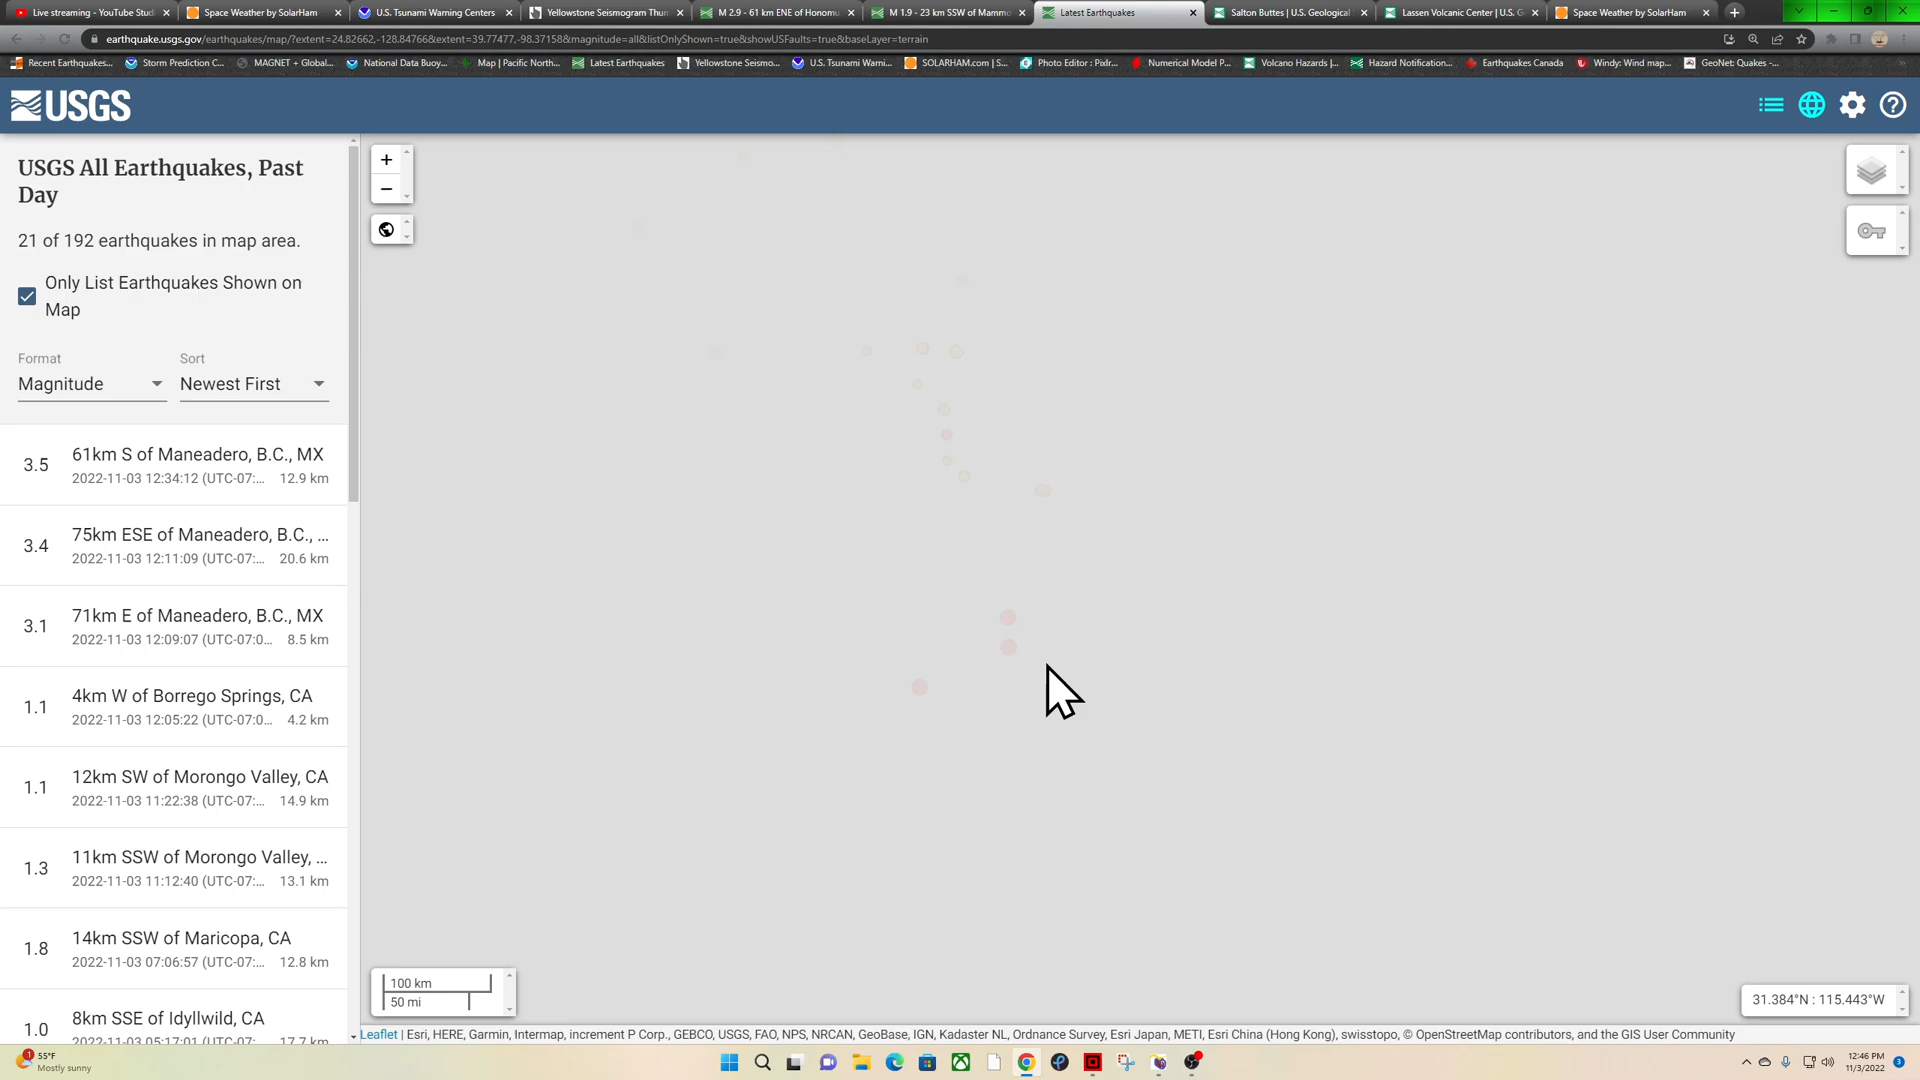 Live streaming - YouTube Studi
Space Weather by SolarHam
U.S. Tsunami Warning Centers
Yellowstone Seismogram Thum
M 2.9 - 61 km ENE of Honomu
M 1.9 - 23 km SSW of Mammo
Latest Earthquakes
Salton Buttes | U.S. Geological
Lassen Volcanic Center | U.S. G
Space Weather by SolarHam
earthquake.usgs.gov/earthquakes/map/?extent=24.82662,-128.84766&extent=39.77477,-98.37158&magnitude=all&listOnlyShown=true&showUSFaults=true&baseLayer=terrain
Recent Earthquakes...
Storm Prediction C...
MAGNET + Global...
National Data Buoy...
Map | Pacific North...
Latest Earthquakes
Yellowstone Seismo...
U.S. Tsunami Warni...
SOLARHAM.com | S...
Photo Editor : Pixlr...
Numerical Model P...
Volcano Hazards |...
Hazard Notification...
Earthquakes Canada
Windy: Wind map...
GeoNet: Quakes -...
USGS
USGS All Earthquakes, Past
Day
21 of 192 earthquakes in map area.
Only List Earthquakes Shown on
Map
Format
Sort
Magnitude
Newest First
3.5
61km S of Maneadero, B.C., MX
2022-11-03 12:34:12 (UTC-07:... 12.9 km
3.4
75km ESE of Maneadero, B.C., ...
2022-11-03 12:11:09 (UTC-07:... 20.6 km
3.1
71km E of Maneadero, B.C., MX
2022-11-03 12:09:07 (UTC-07:0... 8.5 km
1.1
4km W of Borrego Springs, CA
2022-11-03 12:05:22 (UTC-07:0... 4.2 km
1.1
12km SW of Morongo Valley, CA
2022-11-03 11:22:38 (UTC-07:... 14.9 km
1.3
11km SSW of Morongo Valley, ...
2022-11-03 11:12:40 (UTC-07:... 13.1 km
1.8
14km SSW of Maricopa, CA
2022-11-03 07:06:57 (UTC-07:... 12.8 km
1.0
8km SSE of Idyllwild, CA
2022-11-03 05:17:01 (UTC-07:... 17.7 km
+
−
100 km
50 mi
31.384°N : 115.443°W
Leaflet | Esri, HERE, Garmin, Intermap, increment P Corp., GEBCO, USGS, FAO, NPS, NRCAN, GeoBase, IGN, Kadaster NL, Ordnance Survey, Esri Japan, METI, Esri China (Hong Kong), swisstopo, © OpenStreetMap contributors, and the GIS User Community
1
55°F
Mostly sunny
12:46 PM
11/3/2022
3